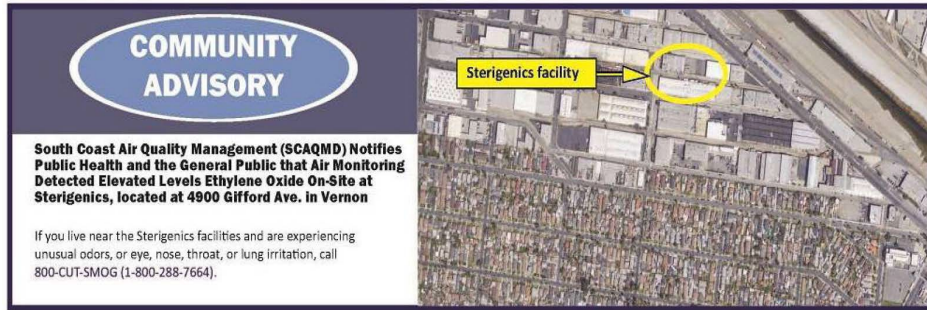 COMMUNITY
ADVISORY
Sterigenics facility
South Coast Air Quality Management (SCAQMD) Notifies
Public Health and the General Public that Air Monitoring
Detected Elevated Levels Ethylene Oxide On-Site at
Sterigenics, located at 4900 Gifford Ave. in Vernon
If you live near the Sterigenics facilities and are experiencing
unusual odors, or eye, nose, throat, or lung irritation, call
800-CUT-SMOG (1-800-288-7664).